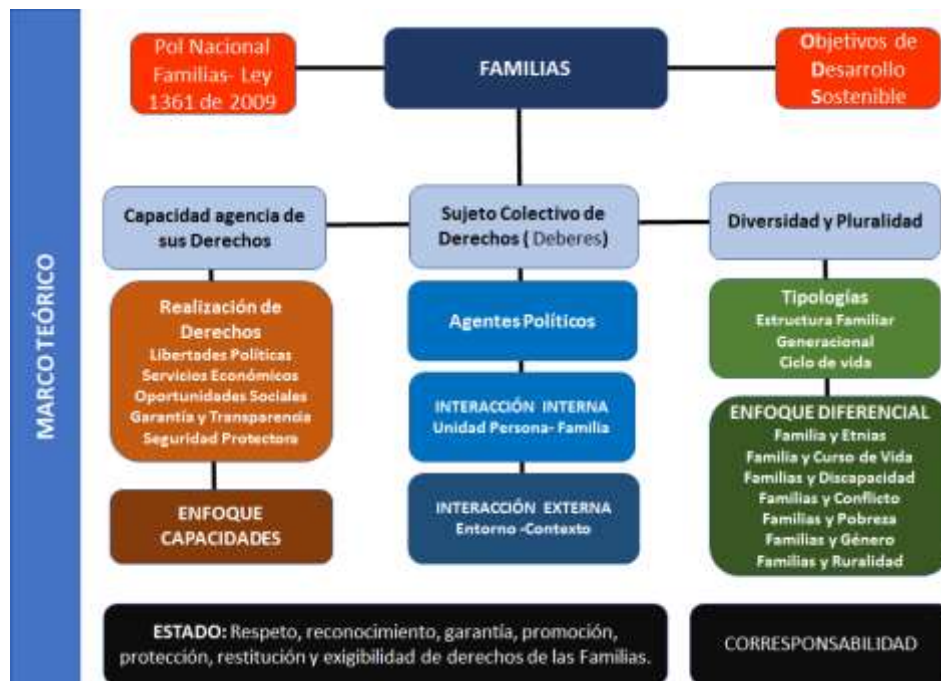 MARCO TEÓRICO
Pol Nacional
Familias- Ley
1361 de 2009
FAMILIAS
Objetivos de
Desarrollo
Sostenible
Capacidad agencia de
sus Derechos
Sujeto Colectivo de
Derechos ( Deberes)
Diversidad y Pluralidad
Realización de
Derechos
Libertades Políticas
Servicios Económicos
Oportunidades Sociales
Garantía y Transparencia
Seguridad Protectora
ENFOQUE
CAPACIDADES
Agentes Políticos
INTERACCIÓN INTERNA
Unidad Persona- Familia
INTERACCIÓN EXTERNA
Entorno -Contexto
Tipologías
Estructura Familiar
Generacional
Ciclo de vida
ENFOQUE DIFERENCIAL
Familia y Etnias
Familia y Curso de Vida
Familias y Discapacidad
Familias y Conflicto
Familias y Pobreza
Familias y Género
Familias y Ruralidad
ESTADO: Respeto, reconocimiento, garantía, promoción,
protección, restitución y exigibilidad de derechos de las Familias.
CORRESPONSABILIDAD